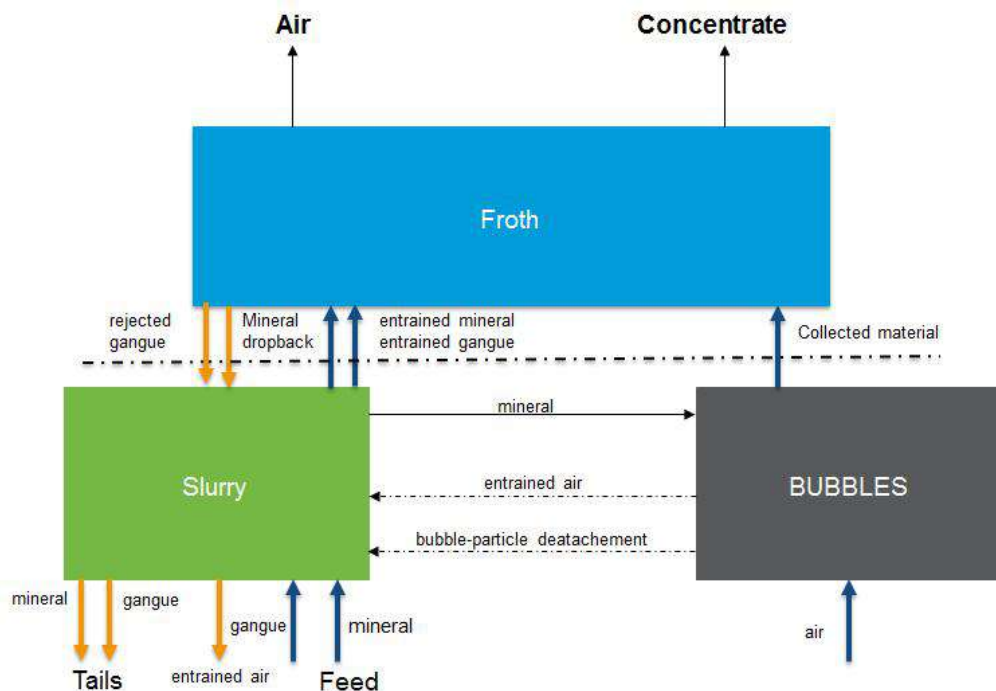 Air
Concentrate
Froth
rejected
gangue
Mineral
dropback
entrained mineral
entrained gangue
Collected material
mineral
Slurry
entrained air
BUBBLES
bubble-particle deatachement
mineral
gangue
gangue
mineral
air
entrained air
Tails
Feed